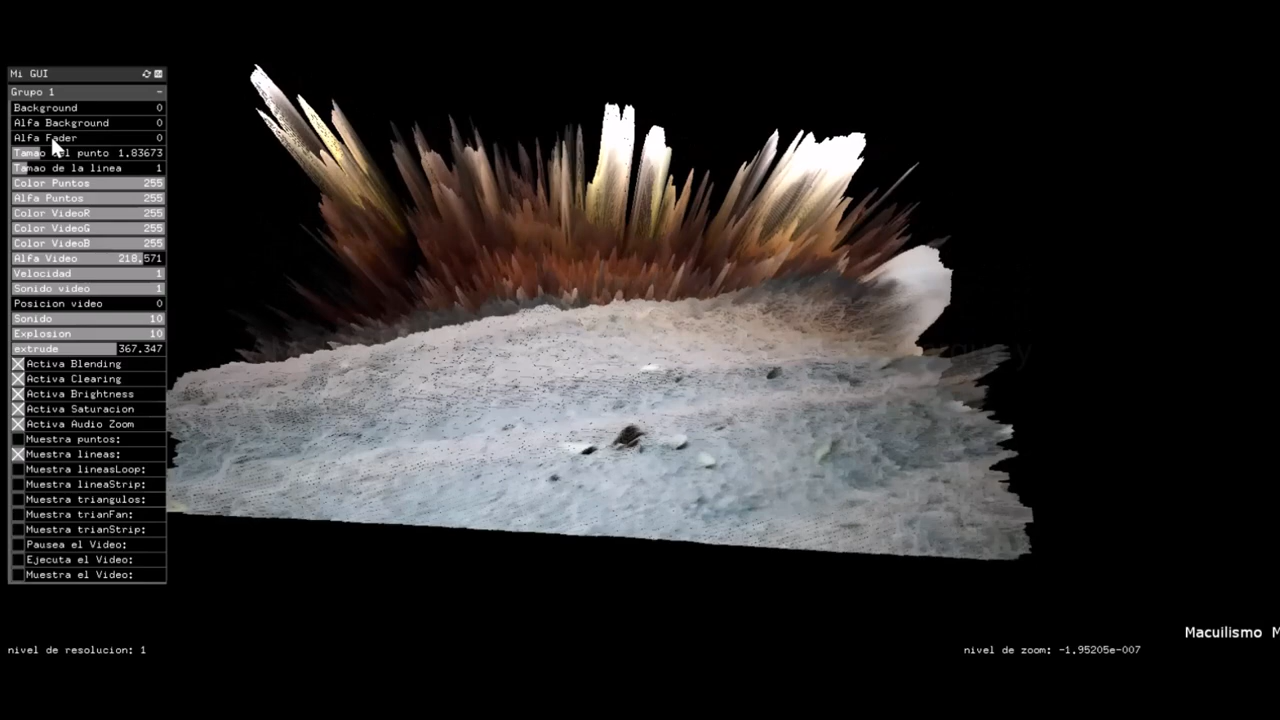 Mi GUI
Grupo 1 -
Background 0
Alfa Background 0
Alfa Fader 0
Tamao del punto 1.83673
Tamao de la linea 1
Color Puntos 255
Alfa Puntos 255
Color VideoR 255
Color VideoG 255
Color VideoB 255
Alfa Video 218.571
Velocidad 1
Sonido video 1
Posicion video 0
Sonido 10
Explosion 10
extrude 367.347
Activa Blending
Activa Clearing
Activa Brightness
Activa Saturacion
Activa Audio Zoom
Muestra puntos:
Muestra lineas:
Muestra lineasLoop:
Muestra lineaStrip:
Muestra triangulos:
Muestra trianFan:
Muestra trianStrip:
Pausea el Video:
Ejecuta el Video:
Muestra el Video:
Macuilismo M
nivel de resolucion: 1
nivel de zoom: -1.95205e-007